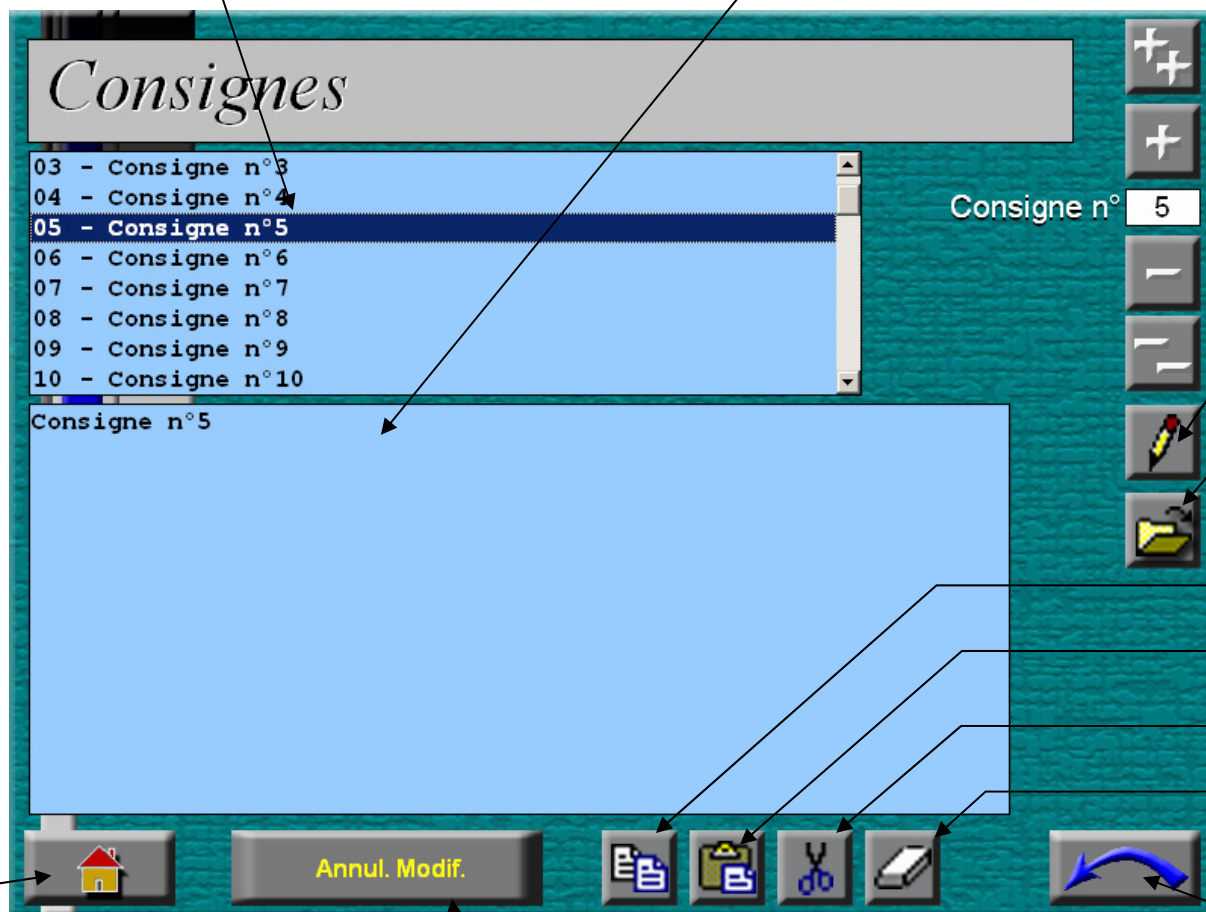 Consignes
03 - Consigne n°3
04 - Consigne n°4
05 - Consigne n°5
06 - Consigne n°6
07 - Consigne n°7
08 - Consigne n°8
09 - Consigne n°9
10 - Consigne n°10
Consigne n° 5
Consigne n°5
Annul. Modif.